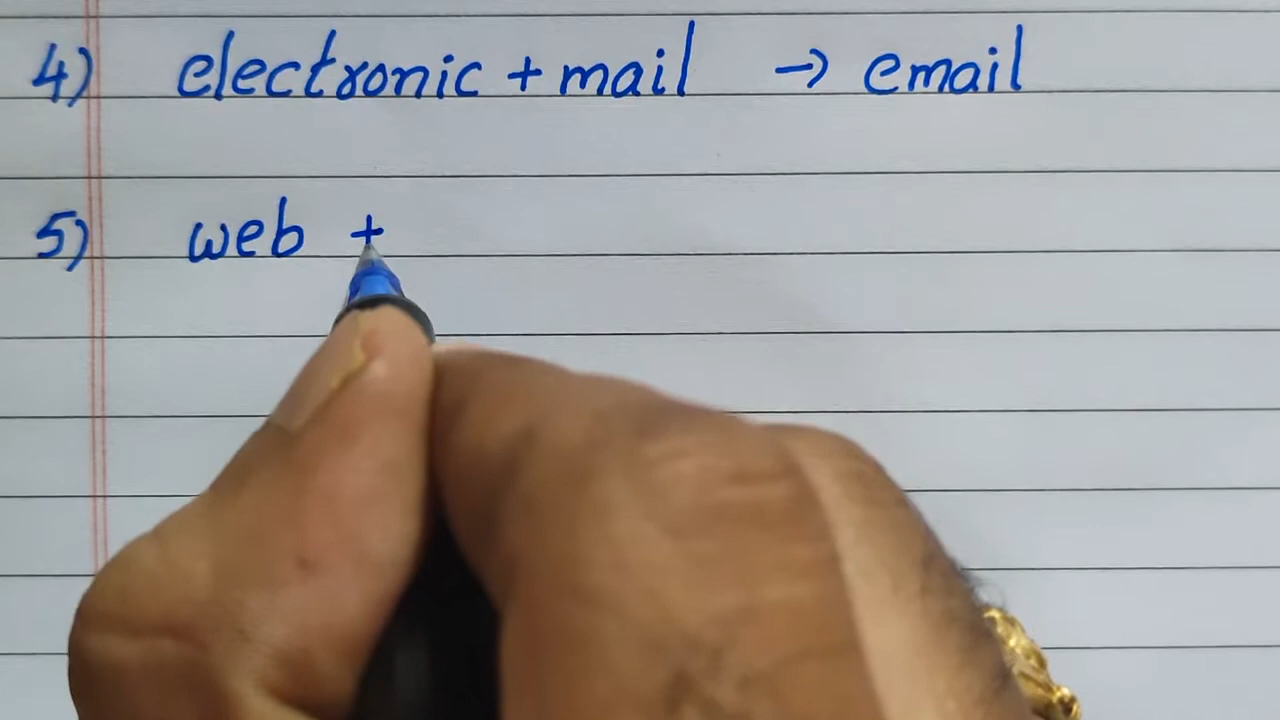 4) electronic + mail → email
5) web +